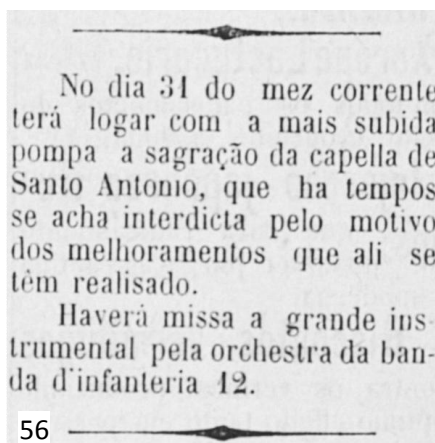 No dia 31 do mez corrente
terá logar com a mais subida
pompa a sagração da capella de
Santo Antonio, que ha tempos
se acha interdicta pelo motivo
dos melhoramentos que ali se
têm realisado.
Haverá missa a grande ins-
trumental pela orchestra da ban-
da d'infanteria 12.
56